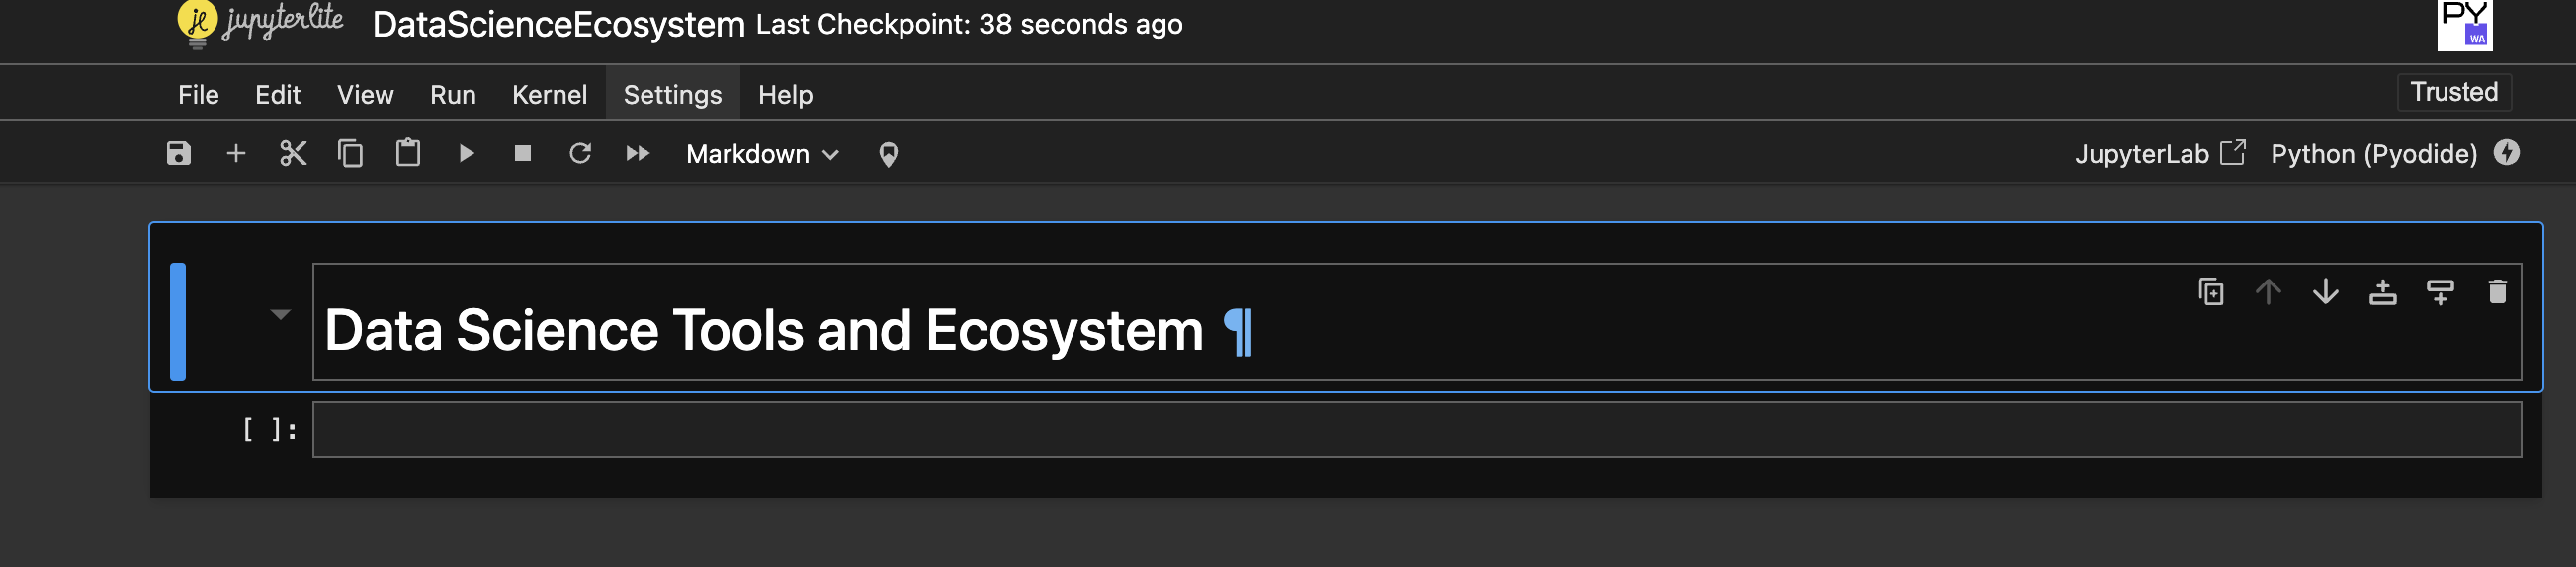 jupyterlite DataScienceEcosystem Last Checkpoint: 38 seconds ago
PY
WA
File Edit View Run Kernel Settings Help Trusted
Markdown JupyterLab Python (Pyodide)
Data Science Tools and Ecosystem ¶
[ ]: